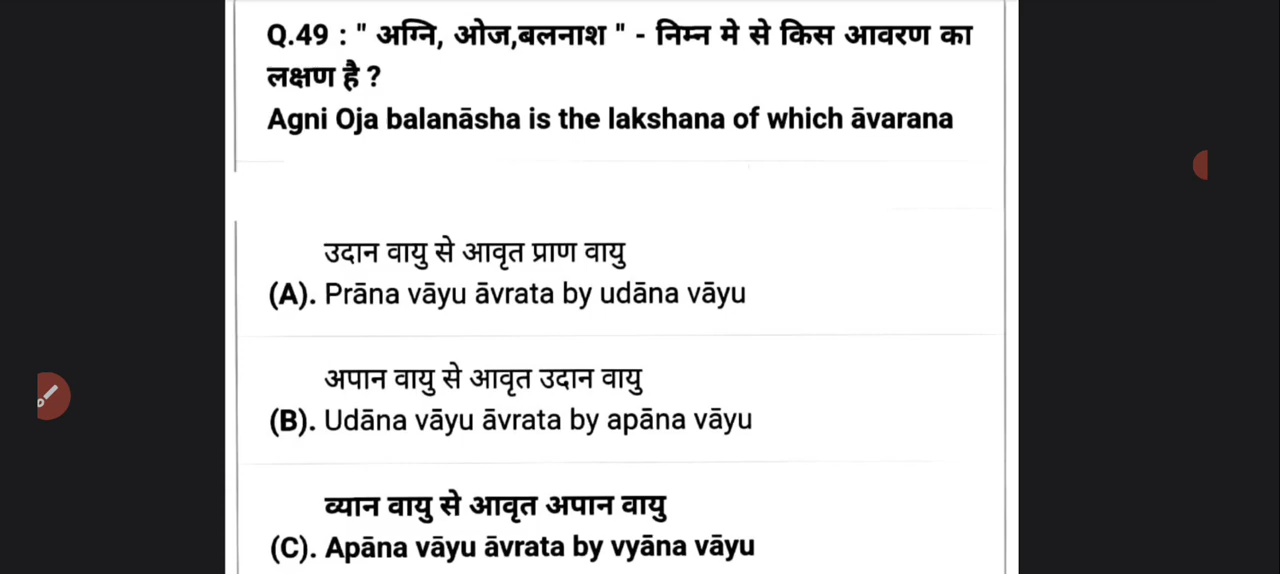 Q.49 : " अग्नि, ओज,बलनाश " - निम्न मे से किस आवरण का
लक्षण है ?
Agni Oja balanāsha is the lakshana of which āvarana
उदान वायु से आवृत प्राण वायु
(A). Prāna vāyu āvrata by udāna vāyu
अपान वायु से आवृत उदान वायु
(B). Udāna vāyu āvrata by apāna vāyu
व्यान वायु से आवृत अपान वायु
(C). Apāna vāyu āvrata by vyāna vāyu